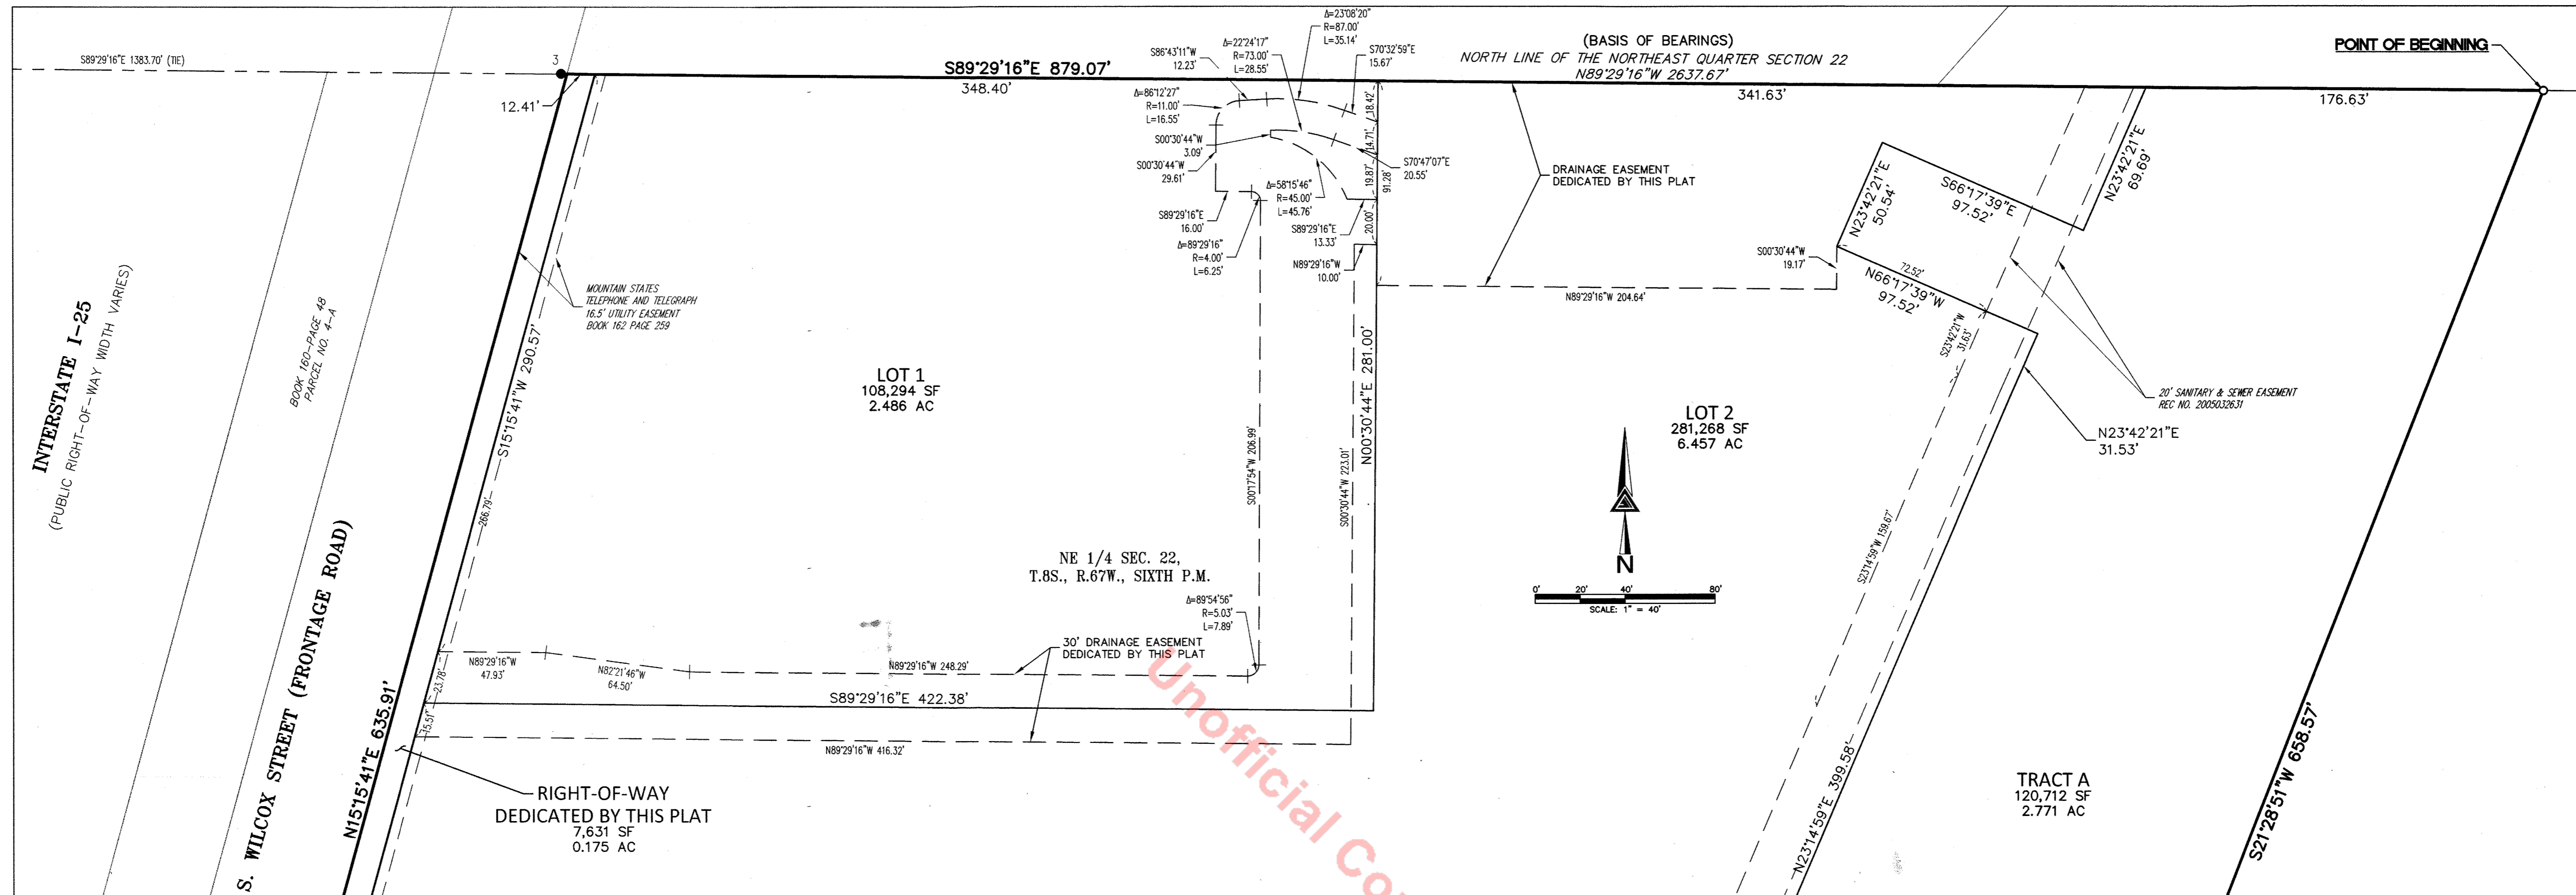 S89°29'16"E 1383.70' (TIE)
3
12.41'
S89°29'16"E 879.07'
348.40'
S86°43'11"W
12.23'
Δ=22°24'17"
R=73.00'
L=28.55'
Δ=23°08'20"
R=87.00'
L=35.14'
S70°32'59"E
15.67'
(BASIS OF BEARINGS)
NORTH LINE OF THE NORTHEAST QUARTER SECTION 22
N89°29'16"W 2637.67'
341.63'
POINT OF BEGINNING
176.63'
Δ=86°12'27"
R=11.00'
L=16.55'
S00°30'44"W
3.09'
S00°30'44"W
29.61'
18.42'
14.71'
19.87'
91.28'
20.00'
S70°47'07"E
20.55'
Δ=58°15'46"
R=45.00'
L=45.76'
S89°29'16"E
16.00'
S89°29'16"E
13.33'
Δ=89°29'16"
R=4.00'
L=6.25'
N89°29'16"W
10.00'
DRAINAGE EASEMENT
DEDICATED BY THIS PLAT
N23°42'21"E
50.54'
S66°17'39"E
97.52'
N23°42'21"E
69.69'
S00°30'44"W
19.17'
72.52'
N66°17'39"W
97.52'
N89°29'16"W 204.64'
S23°42'21"W
31.63'
20' SANITARY & SEWER EASEMENT
REC NO. 2005032631
N23°42'21"E
31.53'
INTERSTATE I-25
(PUBLIC RIGHT-OF-WAY WIDTH VARIES)
BOOK 160-PAGE 48
PARCEL NO. 4-A
MOUNTAIN STATES
TELEPHONE AND TELEGRAPH
16.5' UTILITY EASEMENT
BOOK 162 PAGE 259
S15°15'41"W 290.57'
266.79'
LOT 1
108,294 SF
2.486 AC
LOT 2
281,268 SF
6.457 AC
N00°30'44"E 281.00'
S00°17'54"W 206.99'
S00°30'44"W 223.01'
N
0' 20' 40' 80'
SCALE: 1" = 40'
S23°14'59"W 159.67'
NE 1/4 SEC. 22,
T.8S., R.67W., SIXTH P.M.
Δ=89°54'56"
R=5.03'
L=7.89'
30' DRAINAGE EASEMENT
DEDICATED BY THIS PLAT
N89°29'16"W
47.93'
N82°21'46"W
64.50'
N89°29'16"W 248.29'
S89°29'16"E 422.38'
23.78'
15.51'
N89°29'16"W 416.32'
S. WILCOX STREET (FRONTAGE ROAD)
N15°15'41"E 635.91'
RIGHT-OF-WAY
DEDICATED BY THIS PLAT
7,631 SF
0.175 AC
N23°14'59"E 399.58'
TRACT A
120,712 SF
2.771 AC
S21°28'51"W 658.57'
Unofficial Co